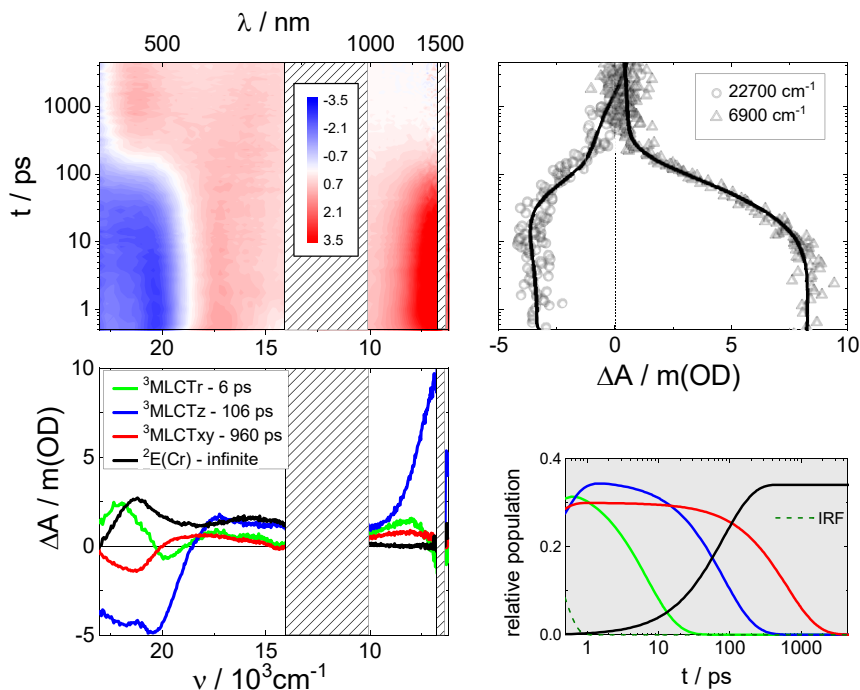 λ / nm
500
1000
1500
t / ps
1000
100
10
1
-3.5
-2.1
-0.7
0.7
2.1
3.5
20
15
10
22700 cm⁻¹
6900 cm⁻¹
-5
0
5
10
ΔA / m(OD)
ΔA / m(OD)
10
5
0
-5
³MLCTr - 6 ps
³MLCTz - 106 ps
³MLCTxy - 960 ps
²E(Cr) - infinite
20
15
10
ν / 10³cm⁻¹
relative population
0.4
0.2
0.0
IRF
1
10
100
1000
t / ps